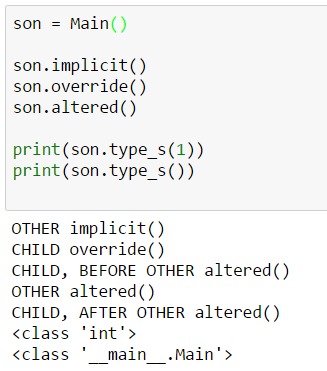 son = Main()
son.implicit()
son.override()
son.altered()
print(son.type_s(1))
print(son.type_s())
OTHER implicit()
CHILD override()
CHILD, BEFORE OTHER altered()
OTHER altered()
CHILD, AFTER OTHER altered()
<class 'int'>
<class '__main__.Main'>